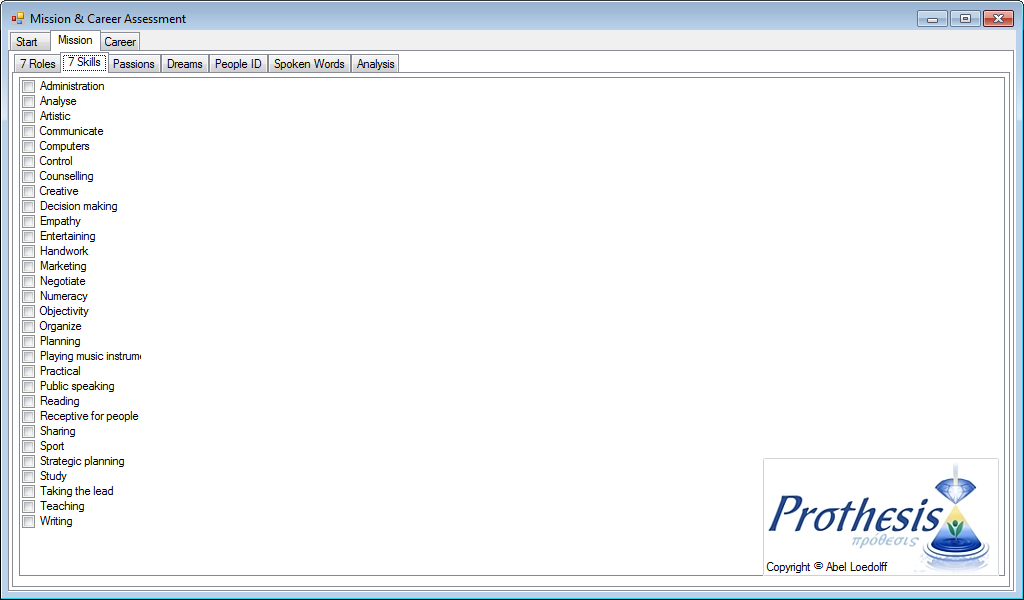 Mission & Career Assessment
Start Mission Career
7 Roles 7 Skills Passions Dreams People ID Spoken Words Analysis
Administration
Analyse
Artistic
Communicate
Computers
Control
Counselling
Creative
Decision making
Empathy
Entertaining
Handwork
Marketing
Negotiate
Numeracy
Objectivity
Organize
Planning
Playing music instrume
Practical
Public speaking
Reading
Receptive for people
Sharing
Sport
Strategic planning
Study
Taking the lead
Teaching
Writing
Prothesis
πρόθεσις
Copyright © Abel Loedolff